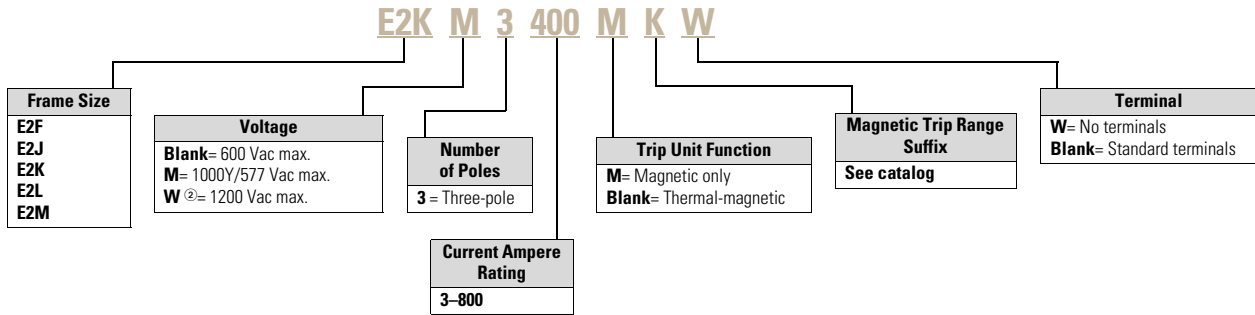 E2K M 3 400 M K W
Frame Size
E2F
E2J
E2K
E2L
E2M
Voltage
Blank= 600 Vac max.
M= 1000Y/577 Vac max.
W ②= 1200 Vac max.
Number
of Poles
3 = Three-pole
Current Ampere
Rating
3–800
Trip Unit Function
M= Magnetic only
Blank= Thermal-magnetic
Magnetic Trip Range
Suffix
See catalog
Terminal
W= No terminals
Blank= Standard terminals